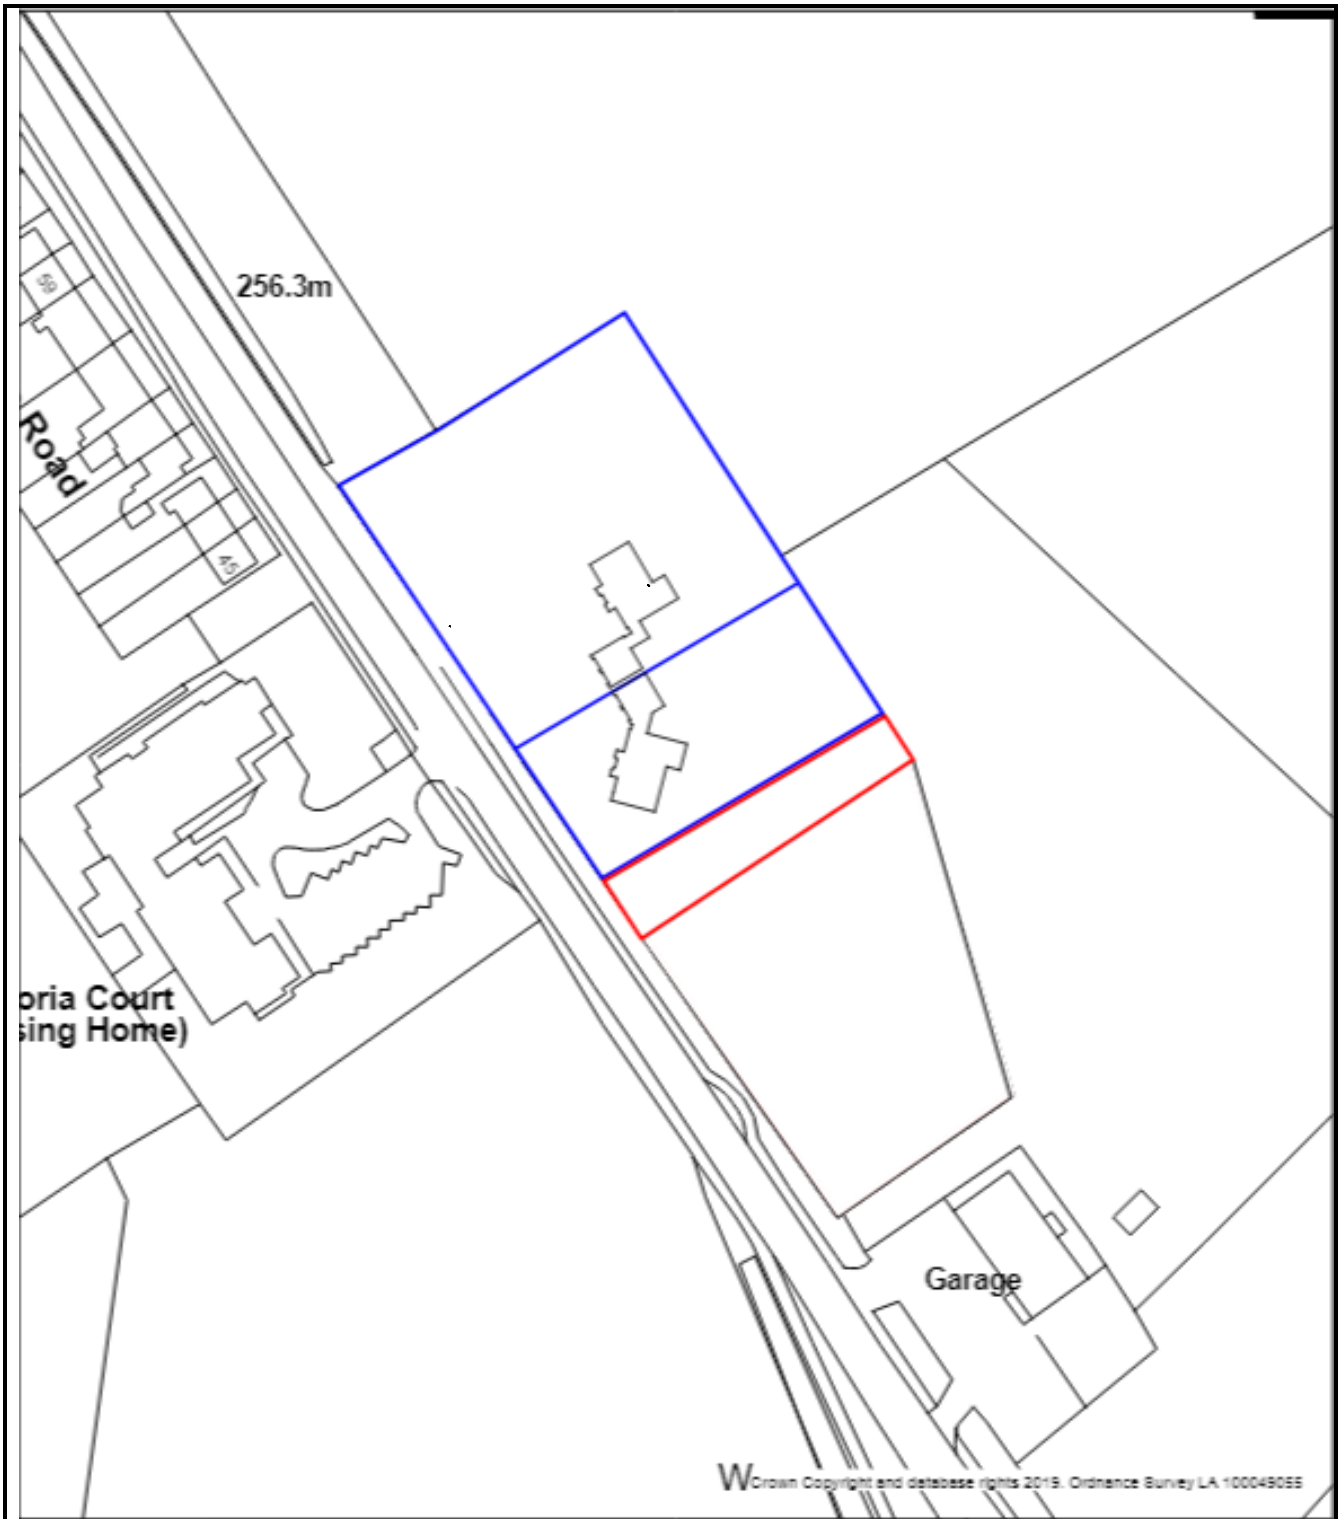 256.3m
59
Road
45
oria Court
sing Home)
Garage
W
Crown Copyright and database rights 2019. Ordnance Survey LA 100049055